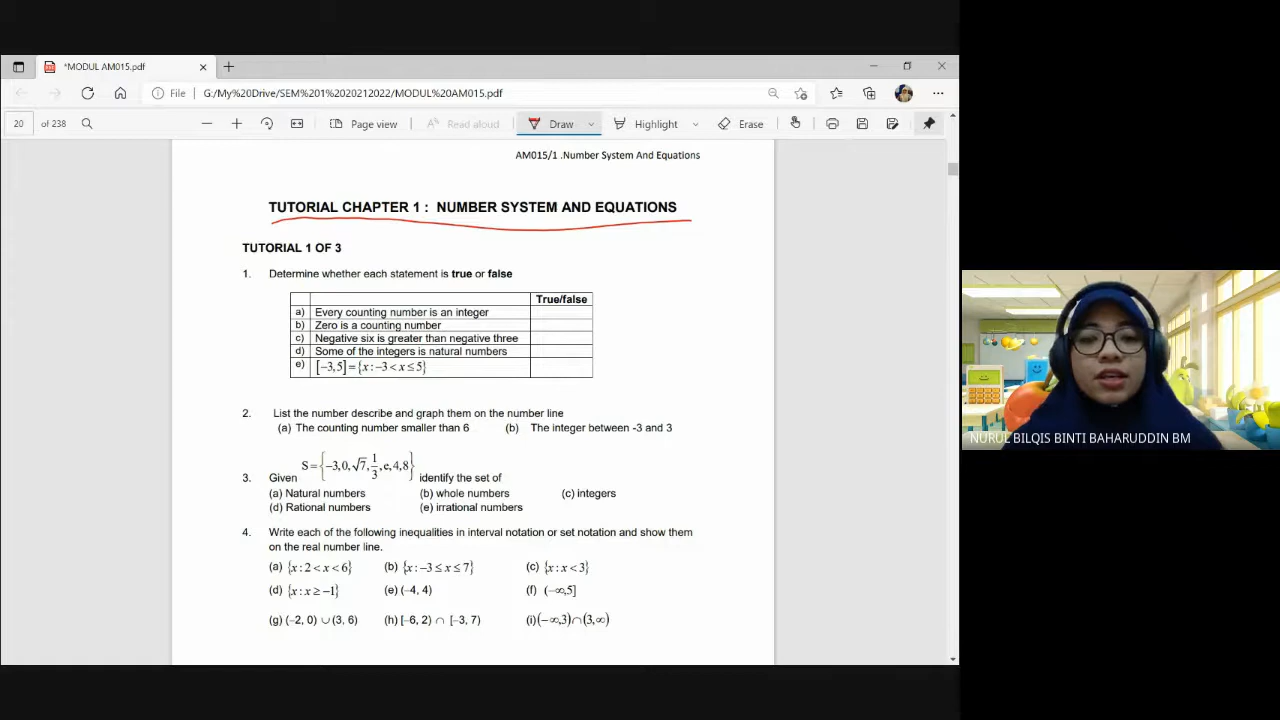 *MODUL AM015.pdf
File | G:/My%20Drive/SEM%201%2020212022/MODUL%20AM015.pdf
20 of 238 Page view Read aloud Draw Highlight Erase
AM015/1 .Number System And Equations
TUTORIAL CHAPTER 1 : NUMBER SYSTEM AND EQUATIONS
TUTORIAL 1 OF 3
1. Determine whether each statement is true or false
True/false
a) Every counting number is an integer
b) Zero is a counting number
c) Negative six is greater than negative three
d) Some of the integers is natural numbers
e) [−3,5] = {x : −3 < x ≤ 5}
2. List the number describe and graph them on the number line
(a) The counting number smaller than 6 (b) The integer between -3 and 3
3. Given S = {−3, 0, √7, 1/3, e, 4, 8} identify the set of
(a) Natural numbers (b) whole numbers (c) integers
(d) Rational numbers (e) irrational numbers
4. Write each of the following inequalities in interval notation or set notation and show them
on the real number line.
(a) {x : 2 < x < 6} (b) {x : −3 ≤ x ≤ 7} (c) {x : x < 3}
(d) {x : x ≥ −1} (e) (−4, 4) (f) (−∞,5]
(g) (−2, 0) ∪ (3, 6) (h) [−6, 2) ∩ [−3, 7) (i) (−∞,3) ∩ (3,∞)
NURUL BILQIS BINTI BAHARUDDIN BM